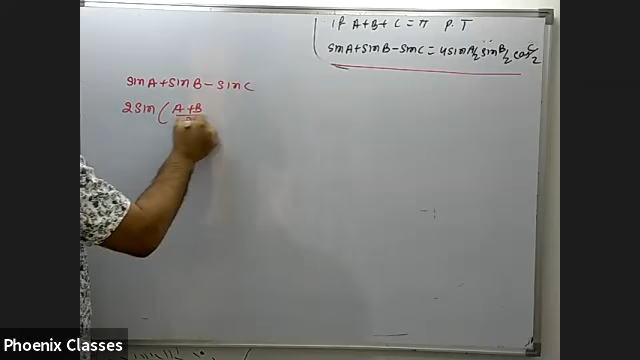 if A+B+C=π P.T
sinA+sinB-sinC=4sinA/2 sinB/2 cosC/2
sinA+sinB-sinC
2sin(A+B
Phoenix Classes